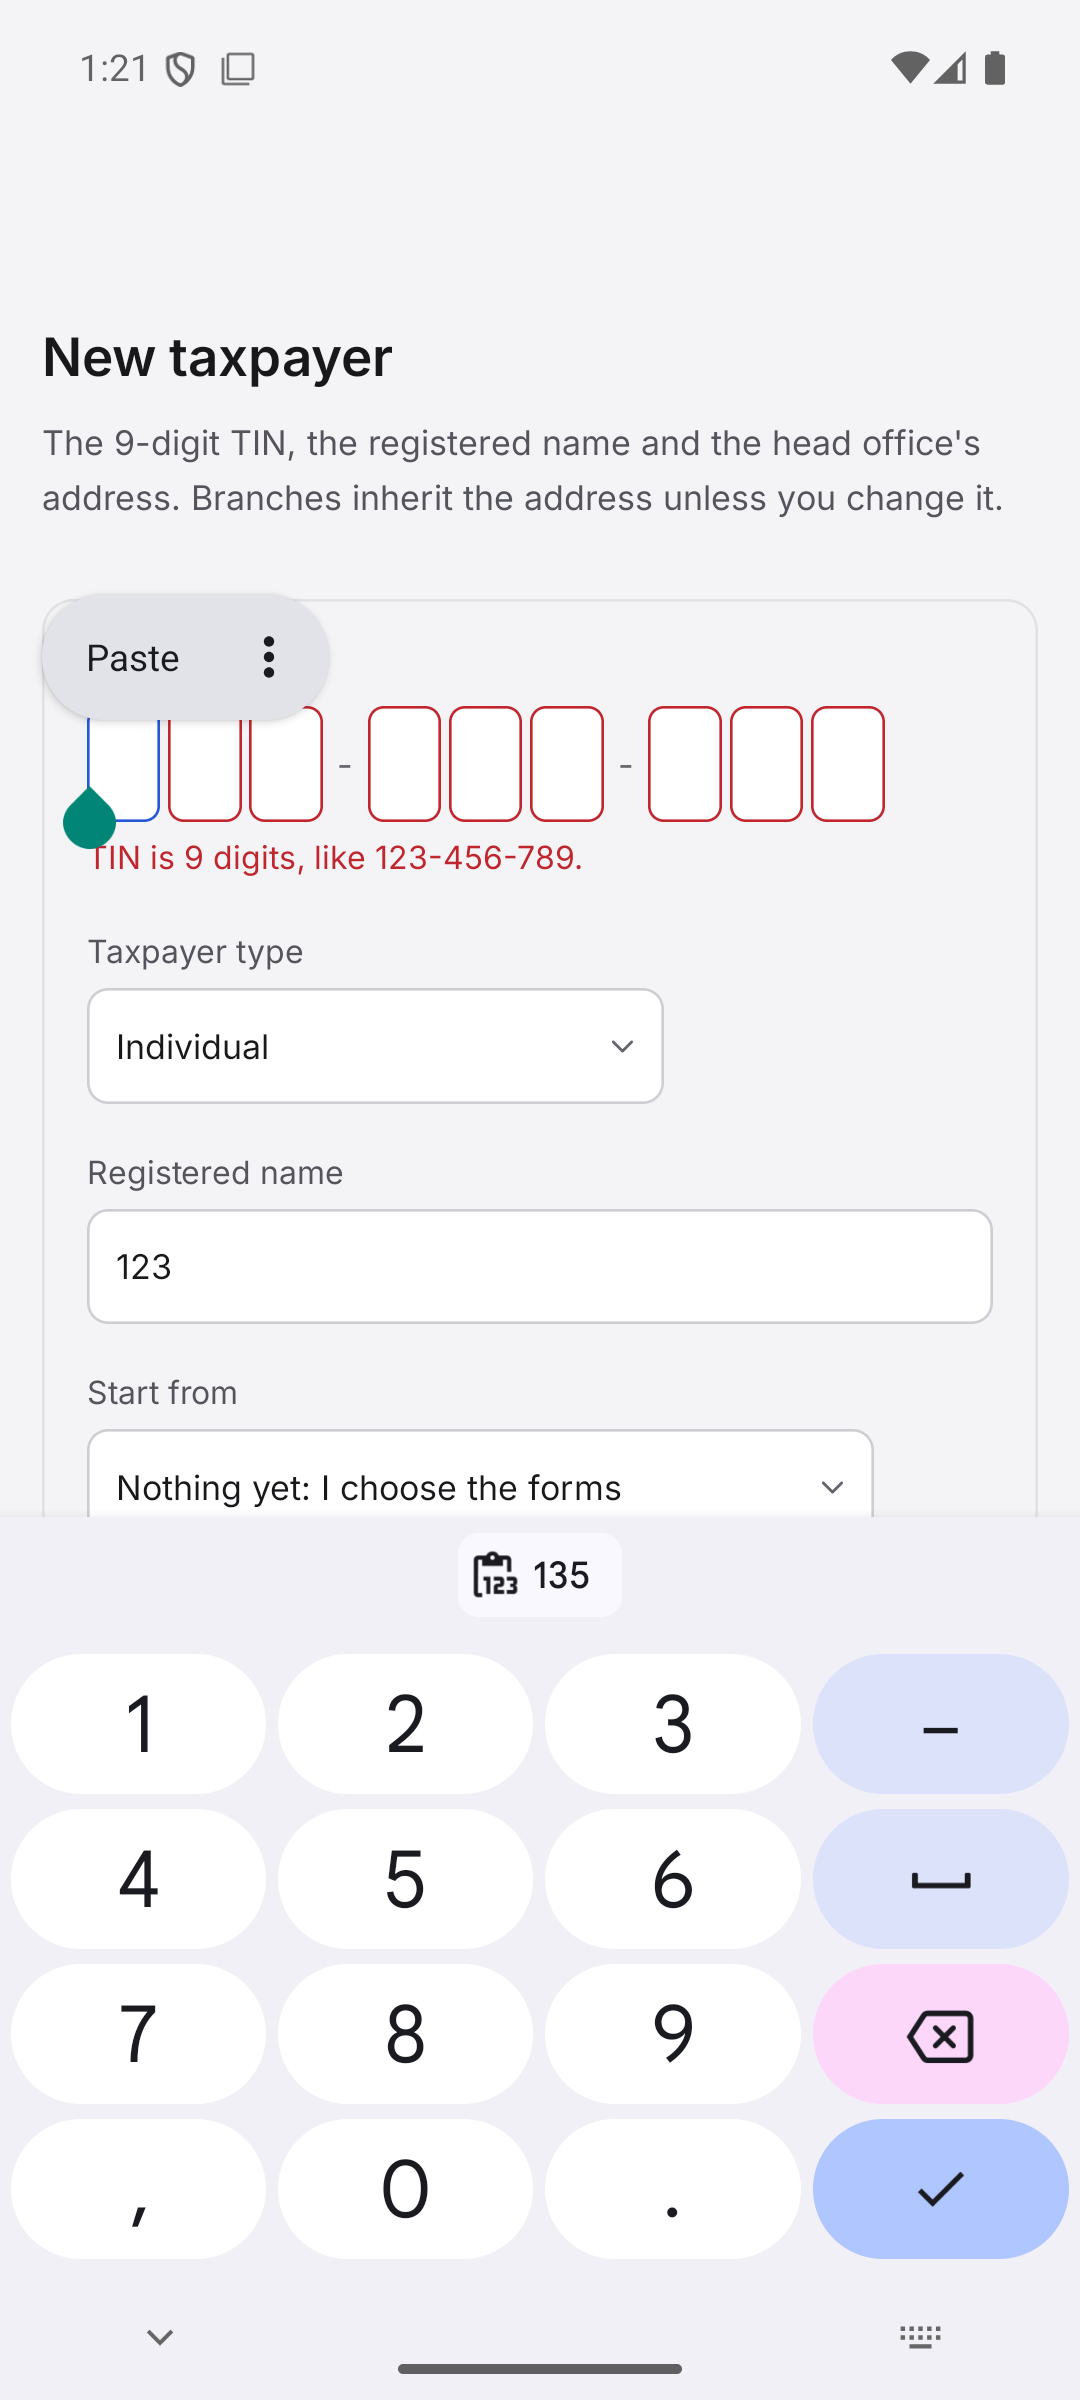 1:21
New taxpayer
The 9-digit TIN, the registered name and the head office's
address. Branches inherit the address unless you change it.
Paste
- -
TIN is 9 digits, like 123-456-789.
Taxpayer type
Individual
Registered name
123
Start from
Nothing yet: I choose the forms
123 135
1 2 3 –
4 5 6
7 8 9
, 0 .